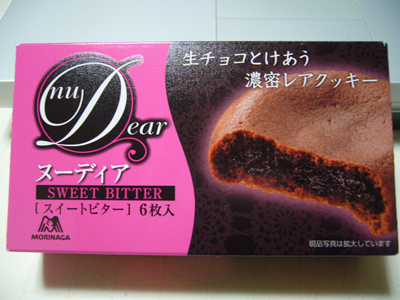 nu Dear
ヌーディア
SWEET BITTER
[スイートビター] 6枚入
MORINAGA
生チョコとけあう
濃密レアクッキー
現品写真は拡大しています